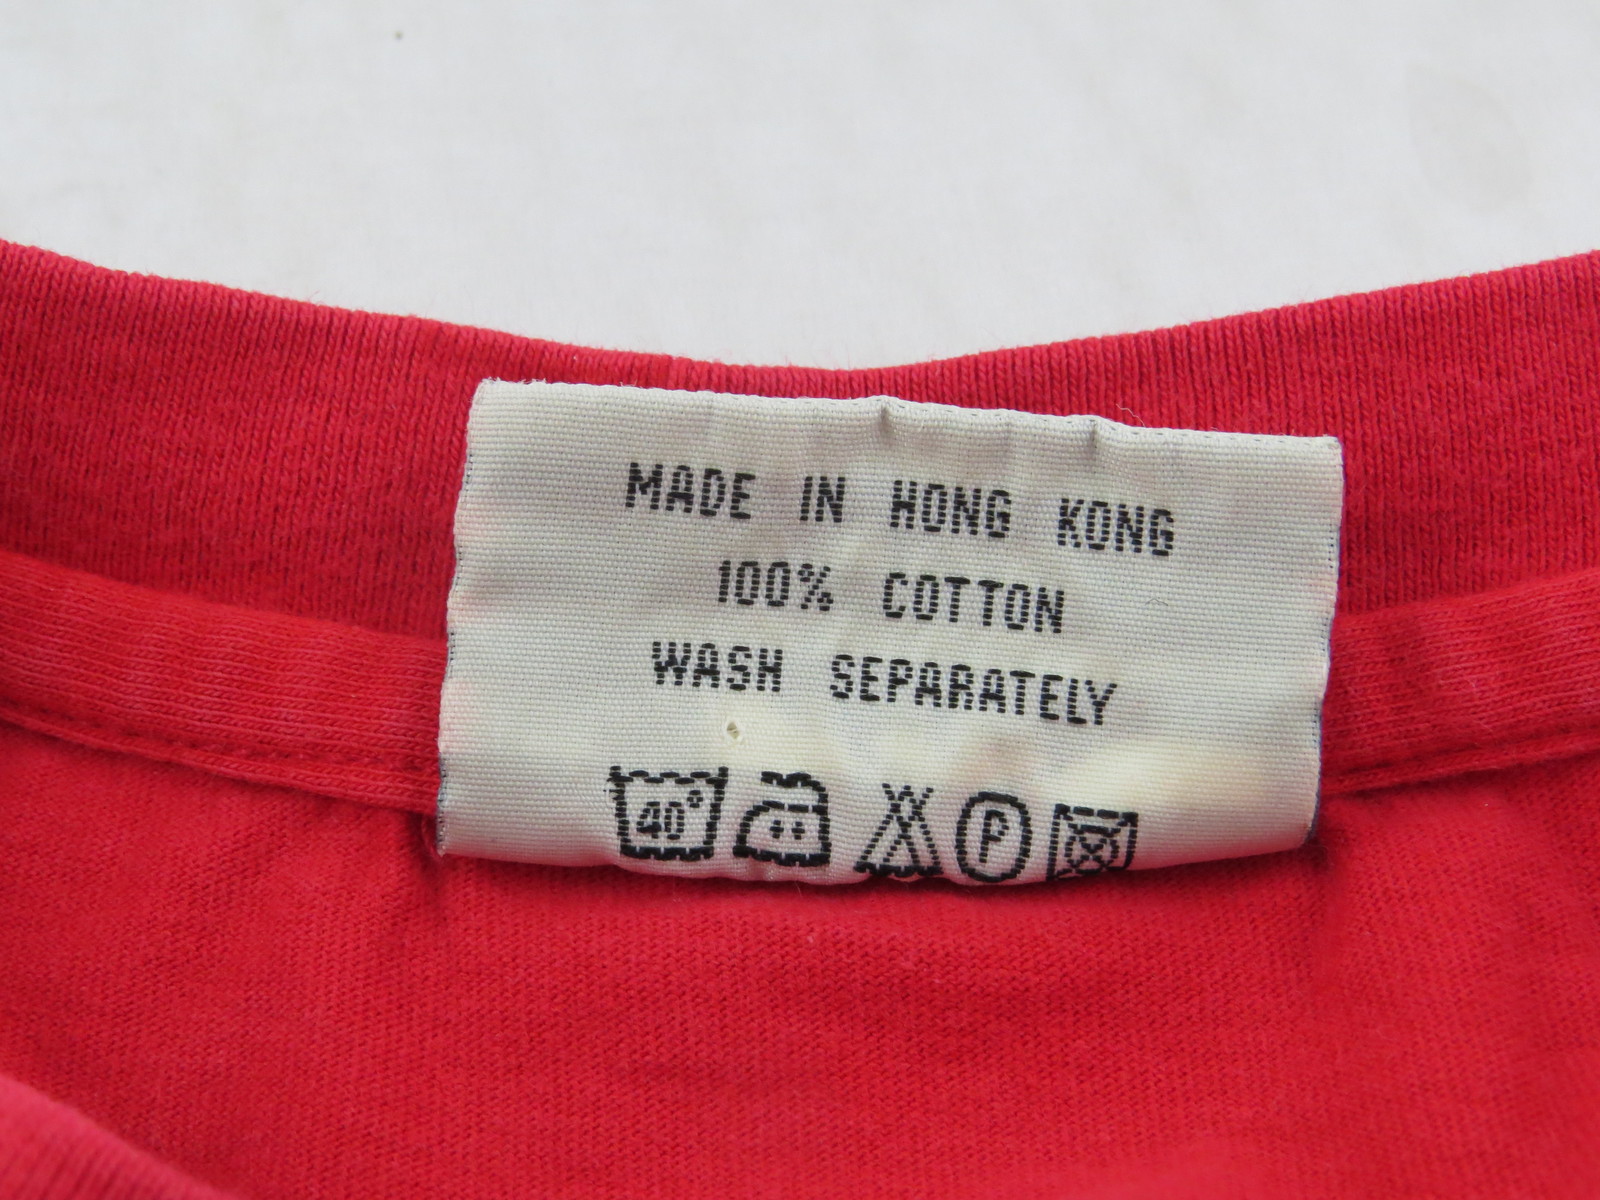 MADE IN HONG KONG
100% COTTON
WASH SEPARATELY
40° P